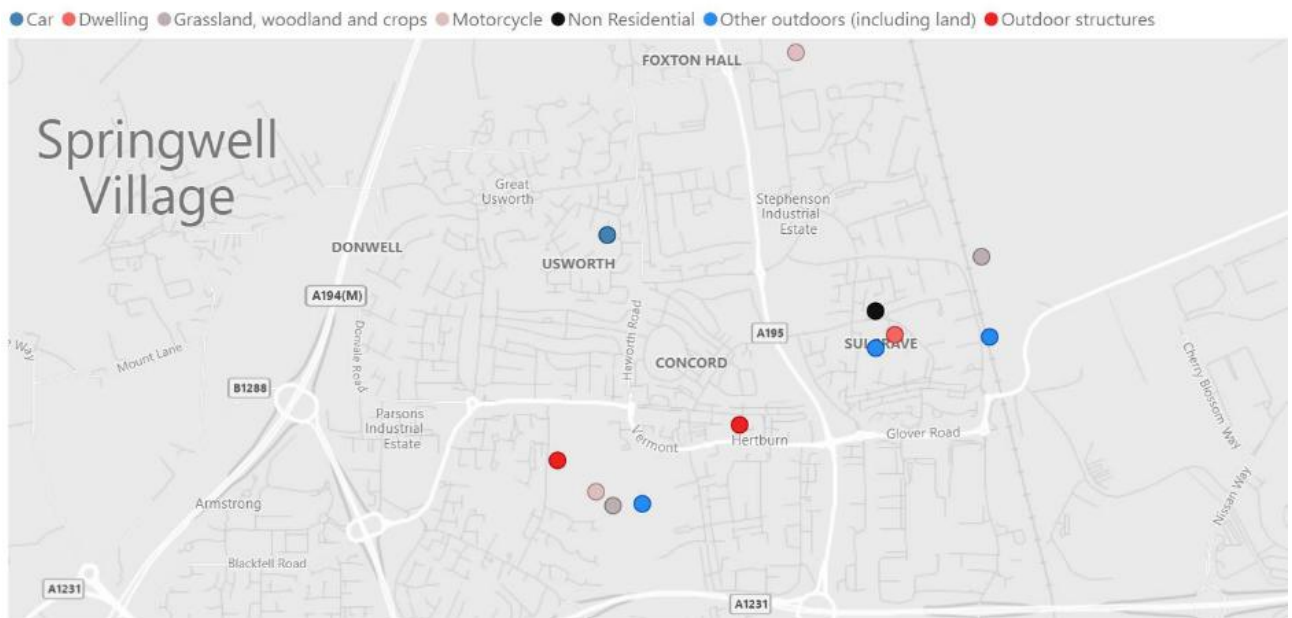 Car Dwelling Grassland, woodland and crops Motorcycle Non Residential Other outdoors (including land) Outdoor structures
FOXTON HALL
Springwell
Village
Great
Usworth
Stephenson
Industrial
Estate
DONWELL
USWORTH
A194(M)
Donvale Road
Heworth Road
A195
SULGRAVE
Way
Mount Lane
CONCORD
Cherry Blossom Way
B1288
Parsons
Industrial
Estate
Vermont
Hertburn
Glover Road
Armstrong
Nissan Way
Blackfell Road
A1231
A1231